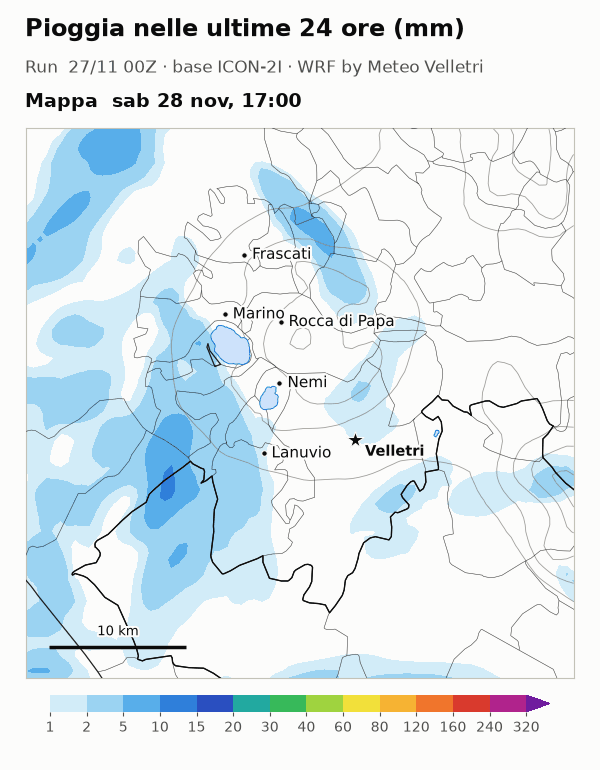 Pioggia nelle ultime 24 ore (mm)
Run  27/11 00Z · base ICON-2I · WRF by Meteo Velletri
Mappa  sab 28 nov, 17:00
Frascati
Marino
Rocca di Papa
Nemi
Velletri
Lanuvio
10 km
1 2 5 10 15 20 30 40 60 80 120 160 240 320